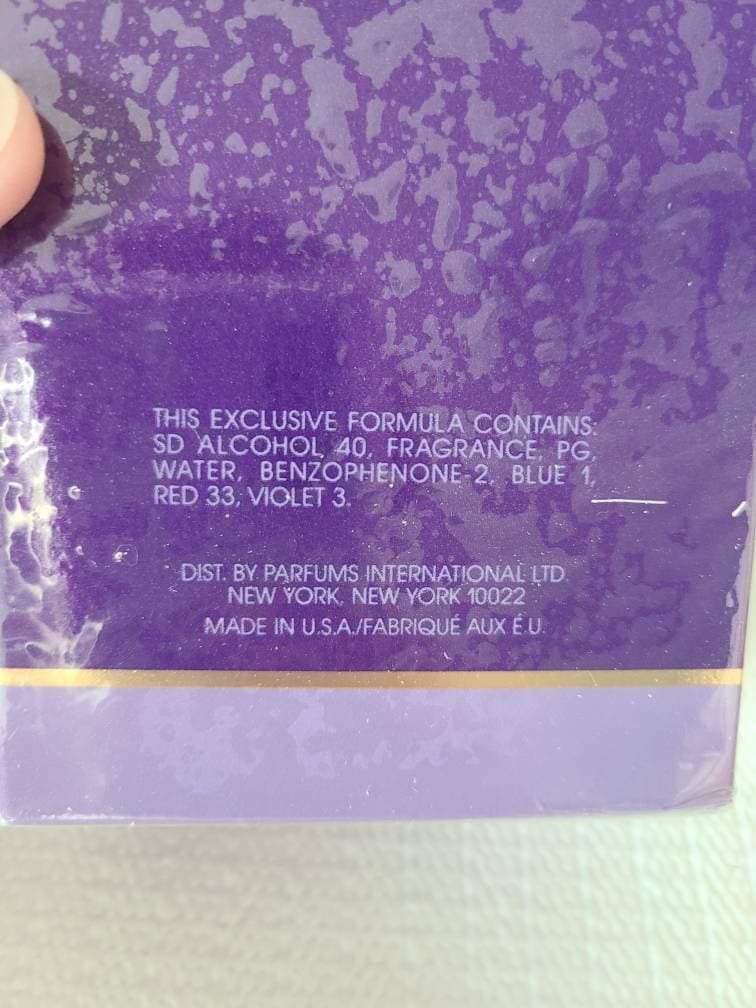 THIS EXCLUSIVE FORMULA CONTAINS:
SD ALCOHOL 40, FRAGRANCE, PG,
WATER, BENZOPHENONE-2, BLUE 1,
RED 33, VIOLET 3.
DIST. BY PARFUMS INTERNATIONAL LTD.
NEW YORK, NEW YORK 10022
MADE IN U.S.A./FABRIQUÉ AUX É.U.